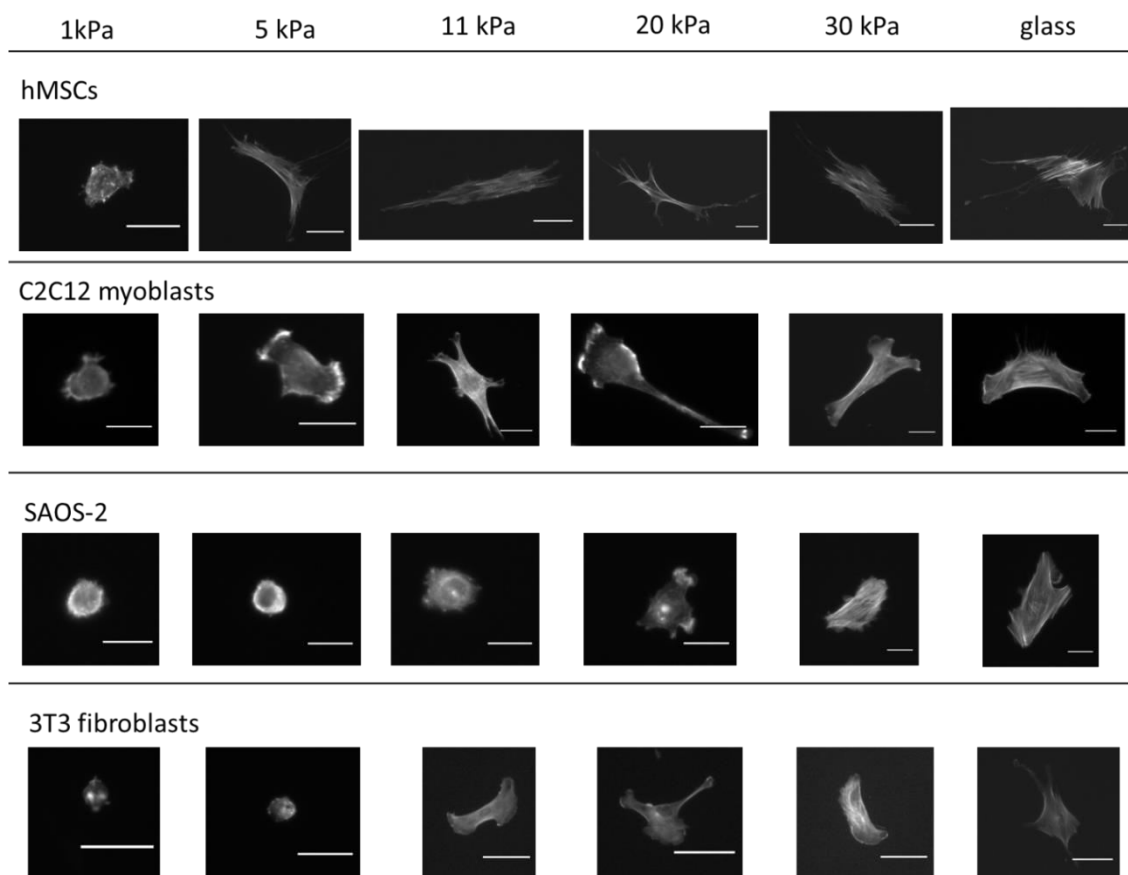 1kPa 5 kPa 11 kPa 20 kPa 30 kPa glass
hMSCs
C2C12 myoblasts
SAOS-2
3T3 fibroblasts